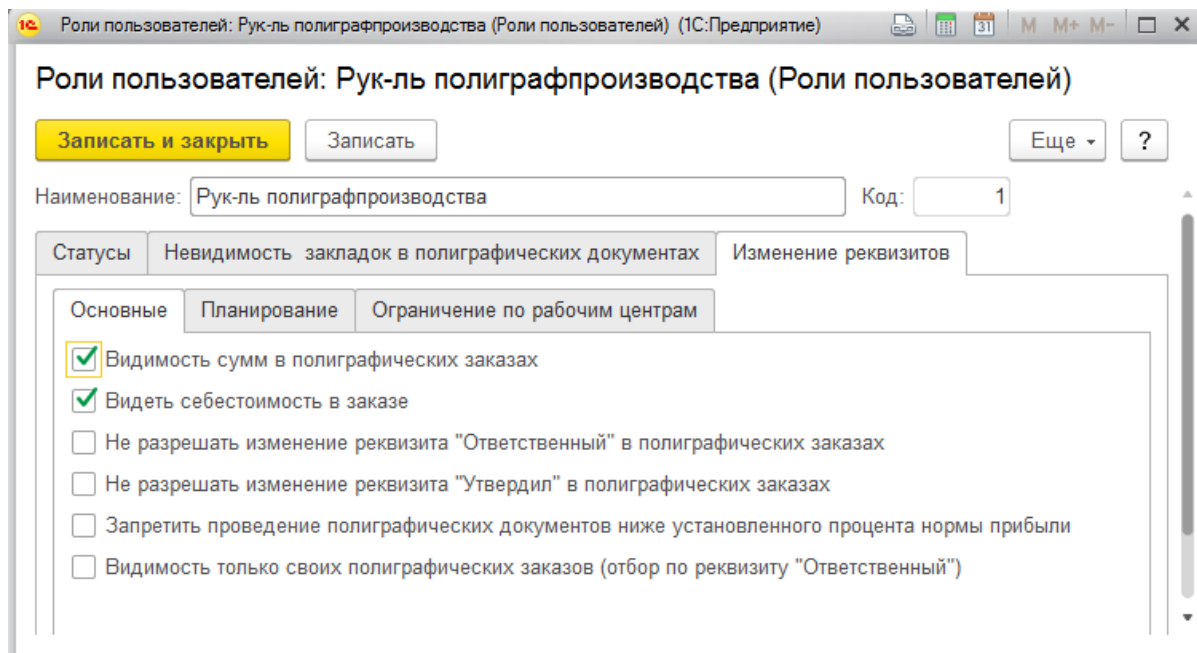 1С Роли пользователей: Рук-ль полиграфпроизводства (Роли пользователей) (1С:Предприятие) 31 M M+ M-
Роли пользователей: Рук-ль полиграфпроизводства (Роли пользователей)
Записать и закрыть Записать Еще ?
Наименование: Рук-ль полиграфпроизводства Код: 1
Статусы Невидимость закладок в полиграфических документах Изменение реквизитов
Основные Планирование Ограничение по рабочим центрам
Видимость сумм в полиграфических заказах
Видеть себестоимость в заказе
Не разрешать изменение реквизита "Ответственный" в полиграфических заказах
Не разрешать изменение реквизита "Утвердил" в полиграфических заказах
Запретить проведение полиграфических документов ниже установленного процента нормы прибыли
Видимость только своих полиграфических заказов (отбор по реквизиту "Ответственный")